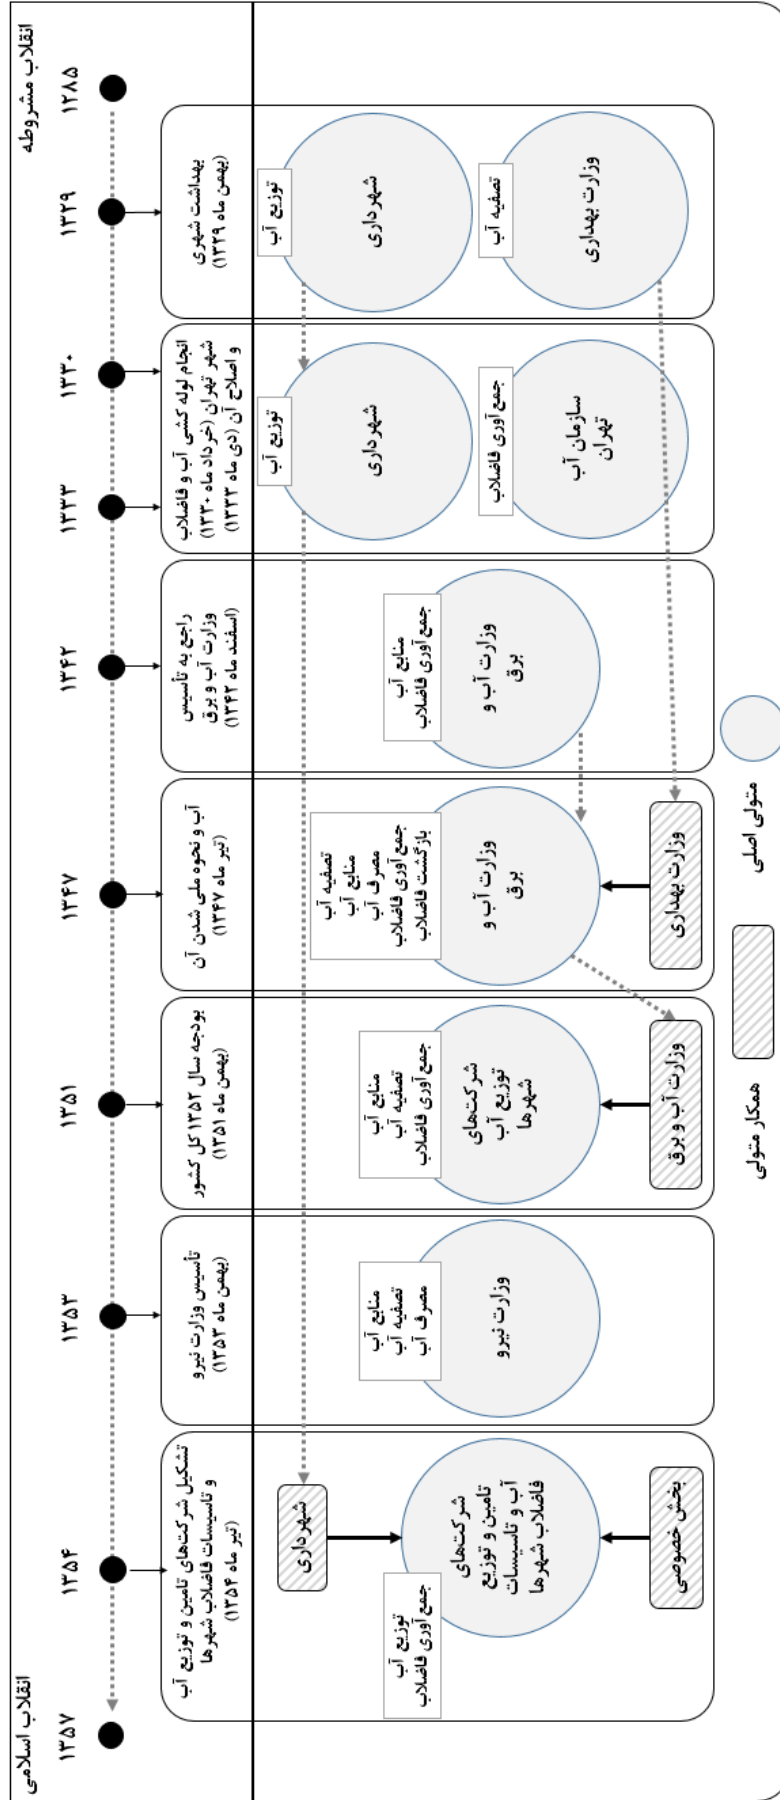 انقلاب مشروطه
انقلاب اسلامی
۱۲۸۵
۱۳۲۹
۱۳۳۰
۱۳۳۳
۱۳۴۲
۱۳۴۷
۱۳۵۱
۱۳۵۳
۱۳۵۴
۱۳۵۷
بهداشت شهری
(بهمن ماه ۱۳۲۹)
توزیع آب
شهرداری
تصفیه آب
وزارت بهداری
انجام لوله کشی آب و فاضلاب
شهر تهران (خرداد ماه ۱۳۳۰)
و اصلاح آن (دی ماه ۱۳۳۳)
توزیع آب
شهرداری
جمع آوری فاضلاب
سازمان آب
تهران
راجع به تأسیس
وزارت آب و برق
(اسفند ماه ۱۳۴۲)
منابع آب
جمع آوری فاضلاب
وزارت آب و
برق
آب و نحوه ملی شدن آن
(تیر ماه ۱۳۴۷)
تصفیه آب
منابع آب
مصرف آب
جمع آوری فاضلاب
بازگشت فاضلاب
وزارت آب و
برق
وزارت بهداری
بودجه سال ۱۳۵۲ کل کشور
(بهمن ماه ۱۳۵۱)
منابع آب
تصفیه آب
جمع آوری فاضلاب
شرکت‌های
توزیع آب
شهرها
وزارت آب و برق
تأسیس وزارت نیرو
(بهمن ماه ۱۳۵۳)
منابع آب
تصفیه آب
مصرف آب
وزارت نیرو
تشکیل شرکت‌های تامین و توزیع آب
و تاسیسات فاضلاب شهرها
(تیر ماه ۱۳۵۴)
شهرداری
توزیع آب
جمع آوری فاضلاب
شرکت‌های
تامین و توزیع
آب و تاسیسات
فاضلاب شهرها
بخش خصوصی
متولی اصلی
همکار متولی